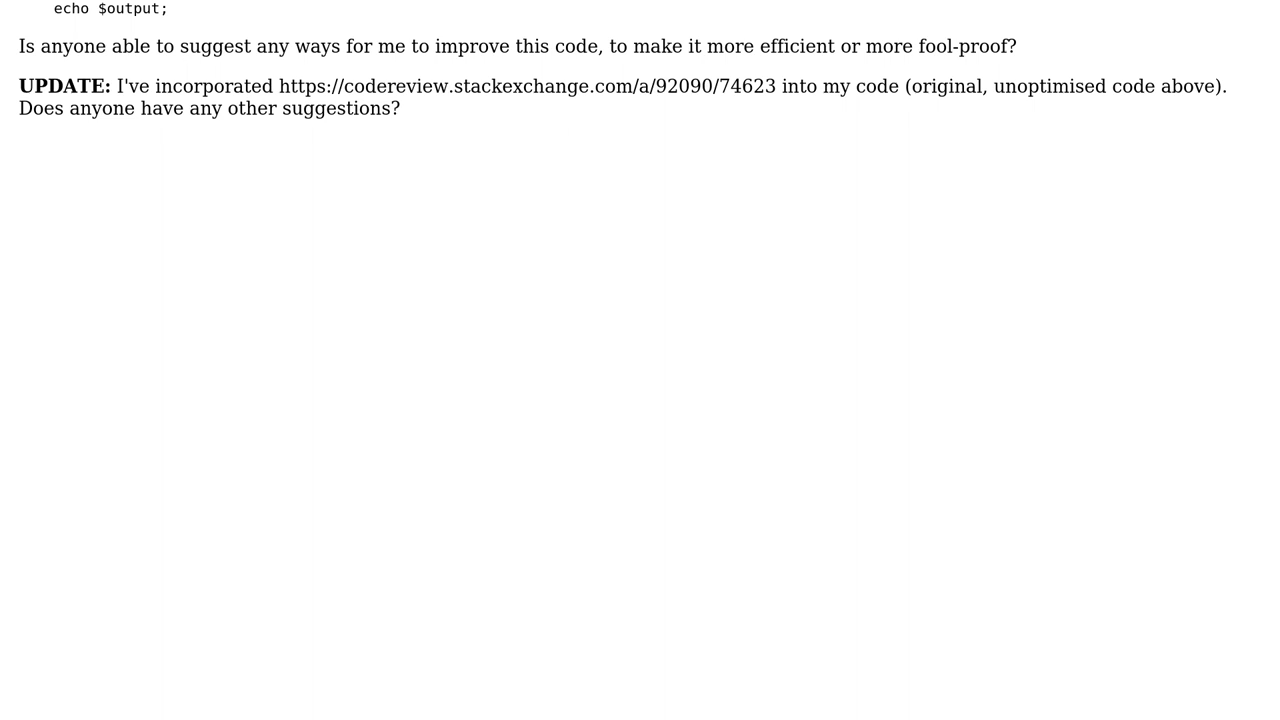 echo $output;
Is anyone able to suggest any ways for me to improve this code, to make it more efficient or more fool-proof?
UPDATE: I've incorporated https://codereview.stackexchange.com/a/92090/74623 into my code (original, unoptimised code above).
Does anyone have any other suggestions?